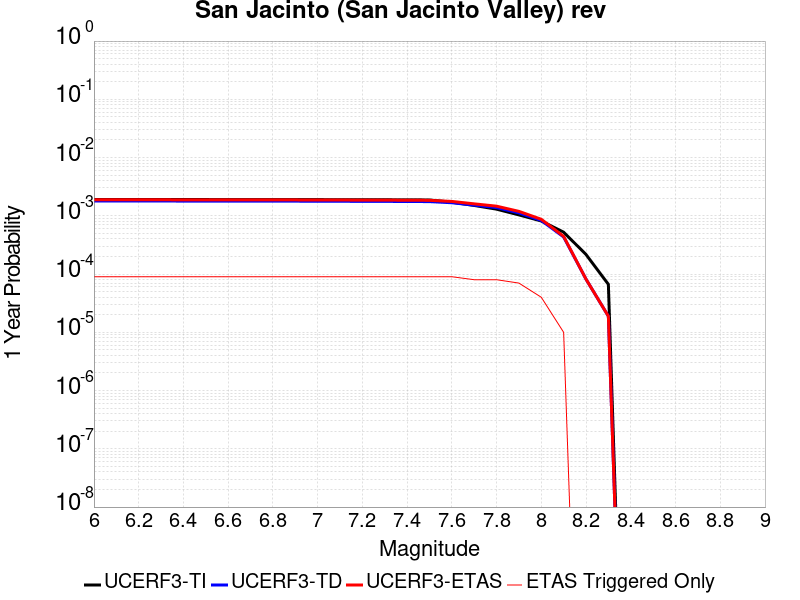 San Jacinto (San Jacinto Valley) rev
10^0
10^-1
10^-2
10^-3
10^-4
10^-5
10^-6
10^-7
10^-8
1 Year Probability
6 6.2 6.4 6.6 6.8 7 7.2 7.4 7.6 7.8 8 8.2 8.4 8.6 8.8 9
Magnitude
UCERF3-TI UCERF3-TD UCERF3-ETAS ETAS Triggered Only